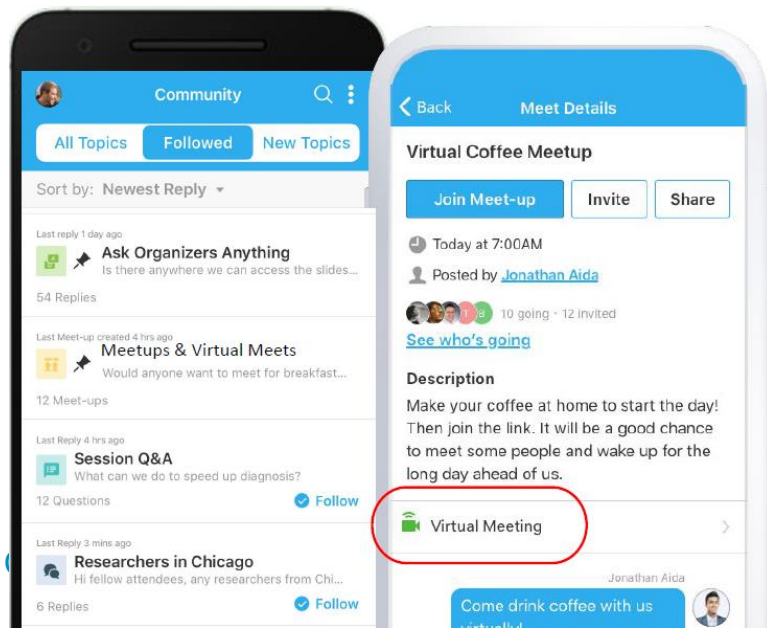 Community
All Topics
Followed
New Topics
Sort by: Newest Reply
Last reply 1 day ago
Ask Organizers Anything
Is there anywhere we can access the slides...
54 Replies
Last Meet-up created 4 hrs ago
Meetups & Virtual Meets
Would anyone want to meet for breakfast...
12 Meet-ups
Last Reply 4 hrs ago
Session Q&A
What can we do to speed up diagnosis?
12 Questions
Follow
Last Reply 3 mins ago
Researchers in Chicago
Hi fellow attendees, any researchers from Chi...
6 Replies
Follow
Back
Meet Details
Virtual Coffee Meetup
Join Meet-up
Invite
Share
Today at 7:00AM
Posted by Jonathan Aida
T
B
10 going · 12 invited
See who's going
Description
Make your coffee at home to start the day!
Then join the link. It will be a good chance
to meet some people and wake up for the
long day ahead of us.
Virtual Meeting
Jonathan Aida
Come drink coffee with us
virtually!